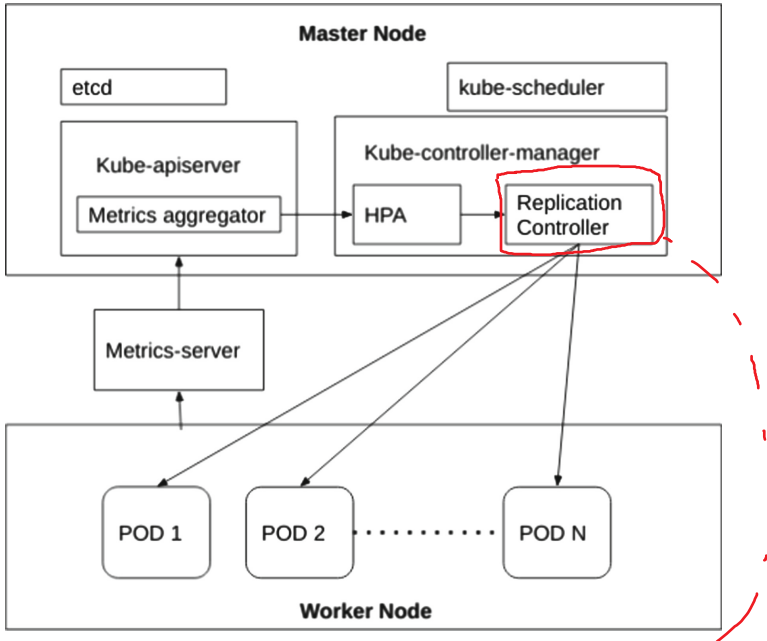 Master Node
etcd
kube-scheduler
Kube-apiserver
Kube-controller-manager
Metrics aggregator
HPA
Replication
Controller
Metrics-server
POD 1
POD 2
POD N
Worker Node